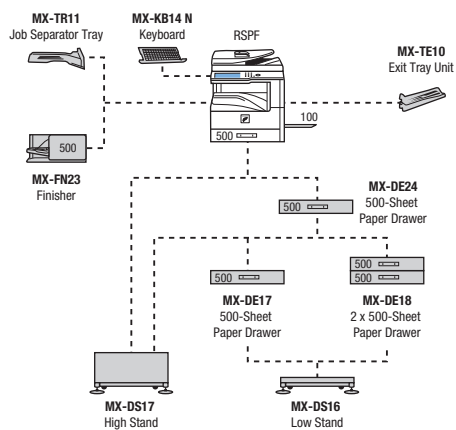 MX-TR11
Job Separator Tray
MX-KB14 N
Keyboard
RSPF
MX-TE10
Exit Tray Unit
100
500
500
MX-FN23
Finisher
MX-DE24
500-Sheet
Paper Drawer
500
500
500
500
MX-DE17
500-Sheet
Paper Drawer
MX-DE18
2 x 500-Sheet
Paper Drawer
MX-DS17
High Stand
MX-DS16
Low Stand